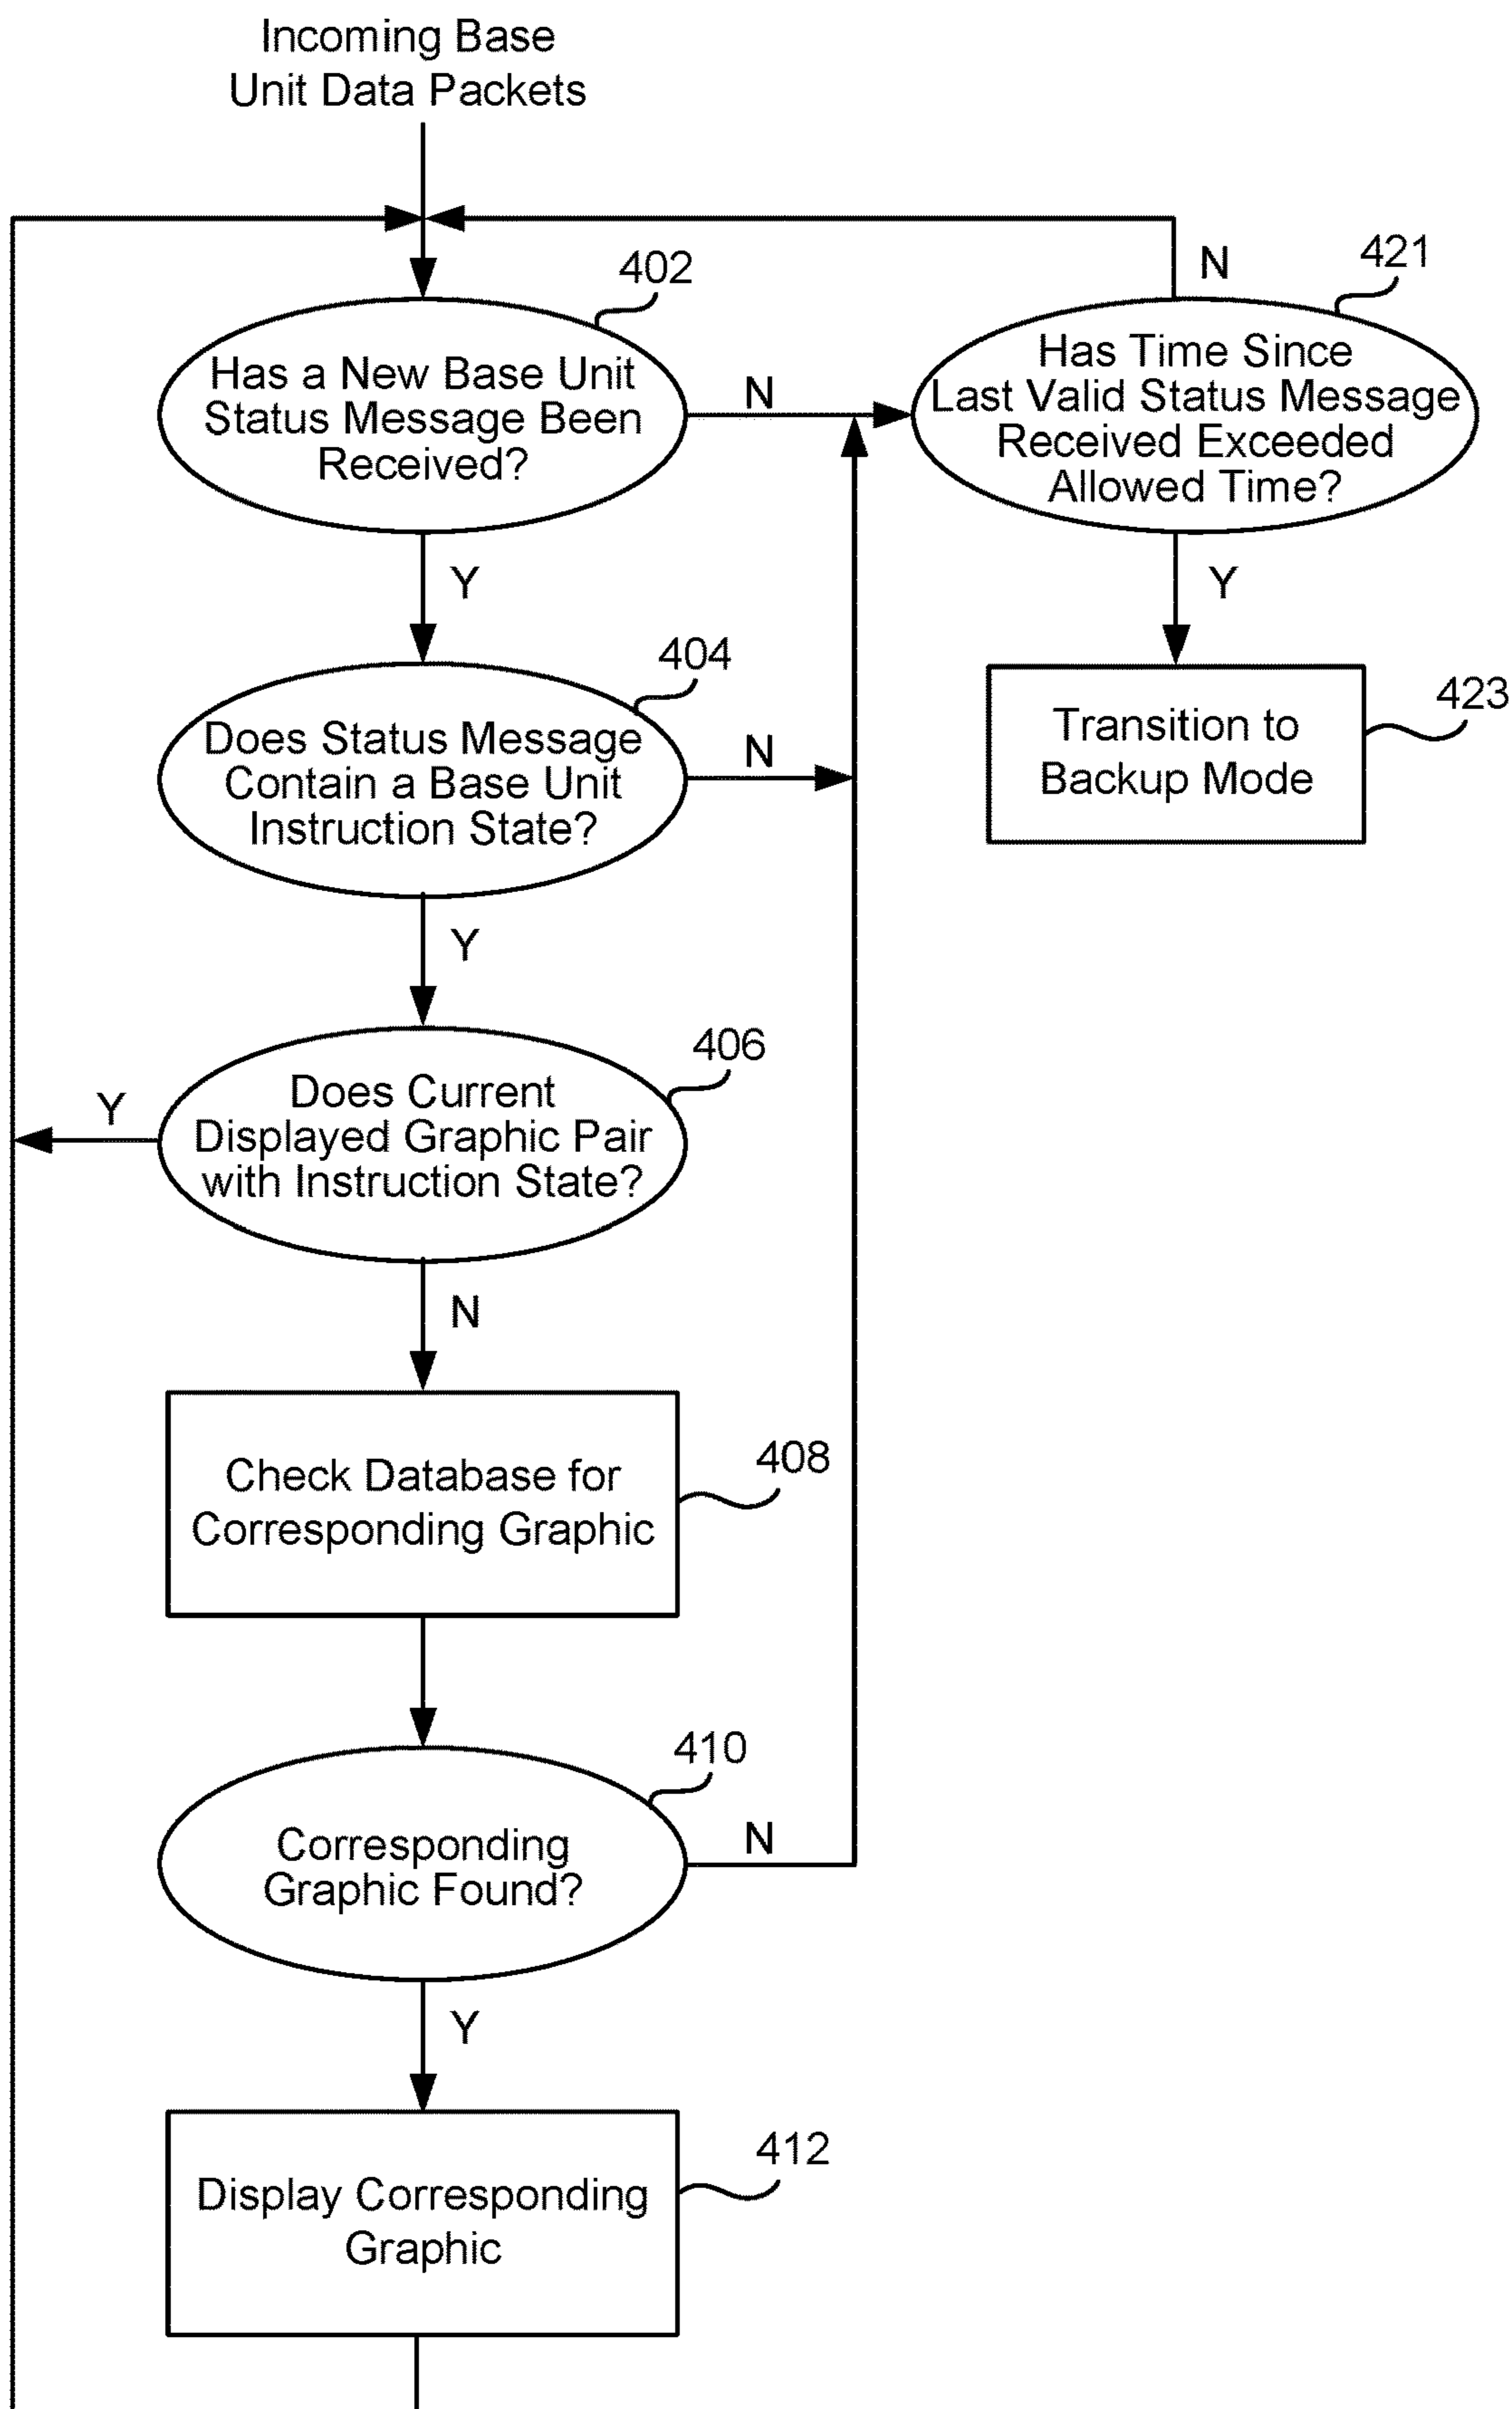 Incoming Base
Unit Data Packets
402
Has a New Base Unit
Status Message Been
Received?
N
Y
421
N
Has Time Since
Last Valid Status Message
Received Exceeded
Allowed Time?
Y
423
Transition to
Backup Mode
404
Does Status Message
Contain a Base Unit
Instruction State?
N
Y
406
Does Current
Displayed Graphic Pair
with Instruction State?
Y
N
408
Check Database for
Corresponding Graphic
410
Corresponding
Graphic Found?
N
Y
412
Display Corresponding
Graphic